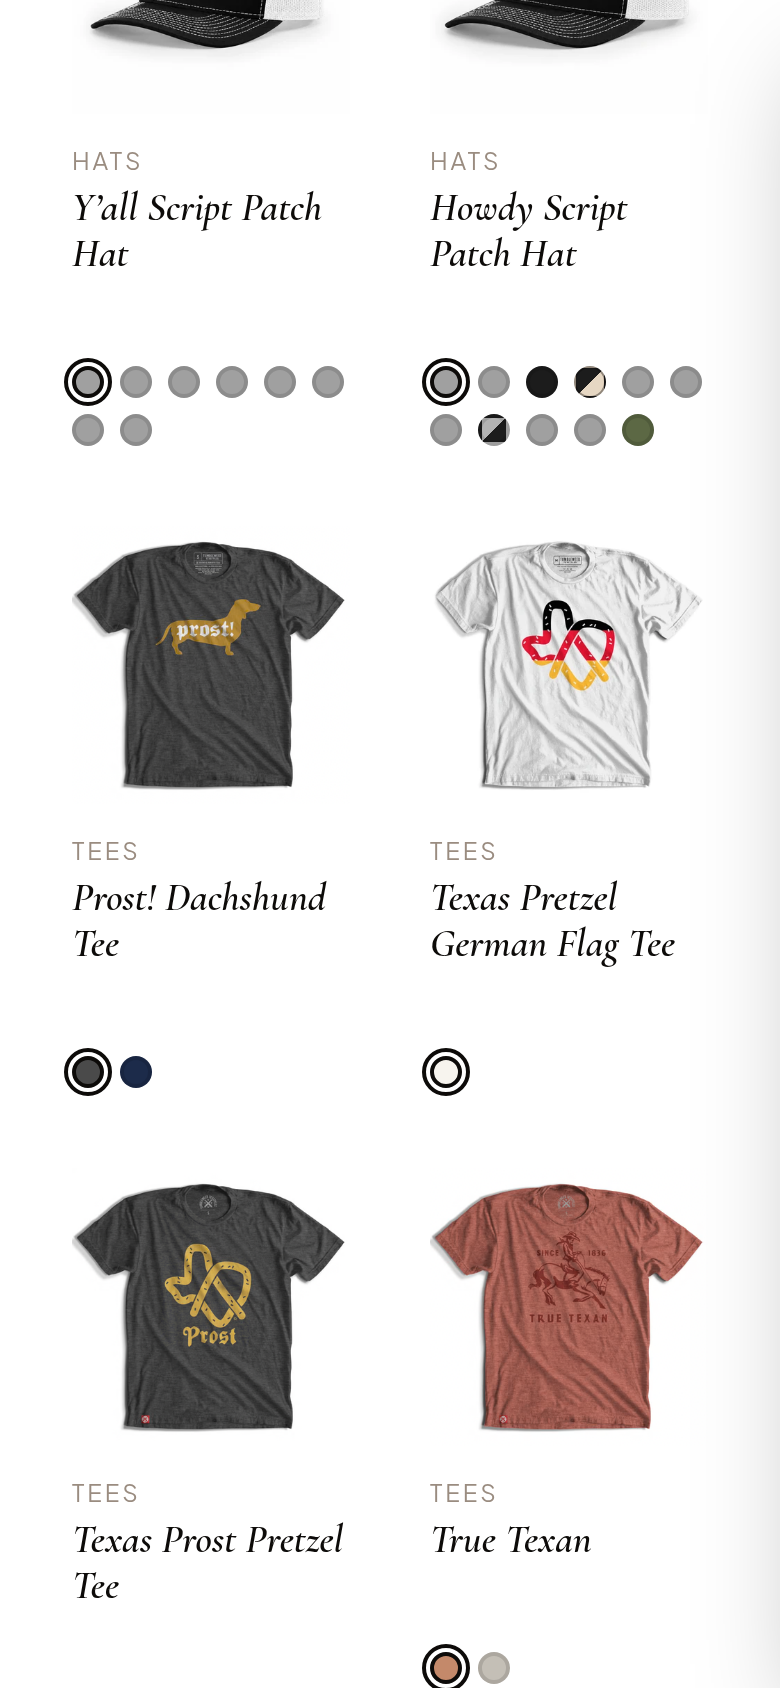 HATS
Y’all Script Patch
Hat
HATS
Howdy Script
Patch Hat
prost!
TEES
Prost! Dachshund
Tee
TEES
Texas Pretzel
German Flag Tee
Prost
SINCE 1836
TRUE TEXAN
TEES
Texas Prost Pretzel
Tee
TEES
True Texan